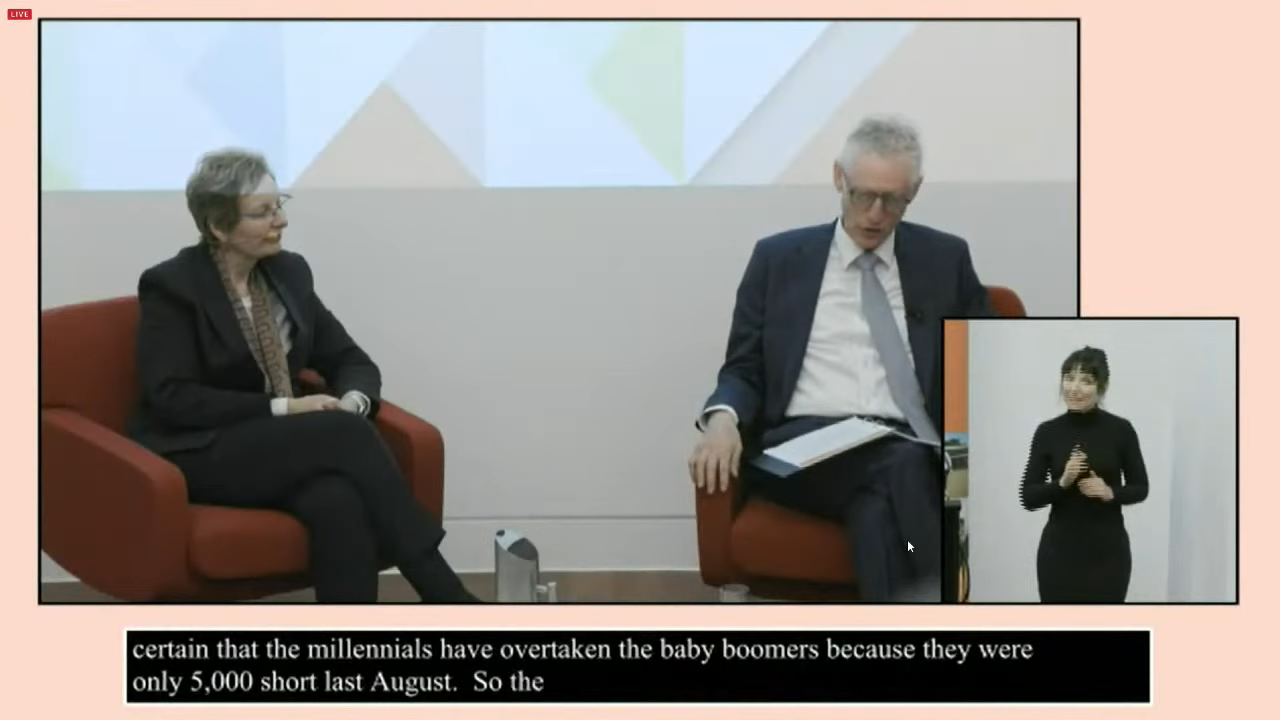 LIVE
certain that the millennials have overtaken the baby boomers because they were
only 5,000 short last August.  So the